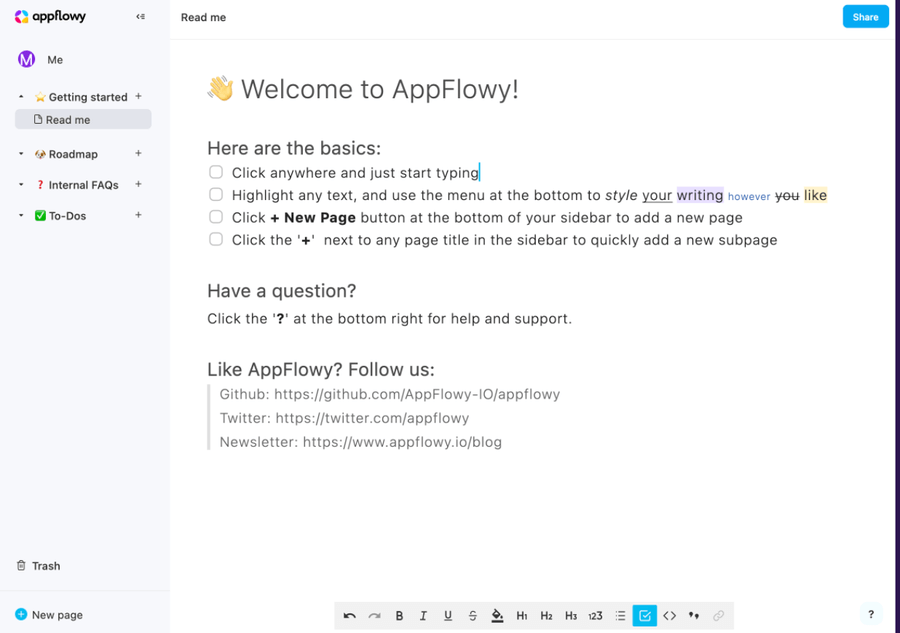 appflowy
Read me
Share
M
Me
Getting started +
Read me
Roadmap +
Internal FAQs +
To-Dos +
Trash
New page
👋 Welcome to AppFlowy!
Here are the basics:
Click anywhere and just start typing
Highlight any text, and use the menu at the bottom to style your writing however you like
Click + New Page button at the bottom of your sidebar to add a new page
Click the '+' next to any page title in the sidebar to quickly add a new subpage
Have a question?
Click the '?' at the bottom right for help and support.
Like AppFlowy? Follow us:
Github: https://github.com/AppFlowy-IO/appflowy
Twitter: https://twitter.com/appflowy
Newsletter: https://www.appflowy.io/blog
B I U S H1 H2 H3 123
?